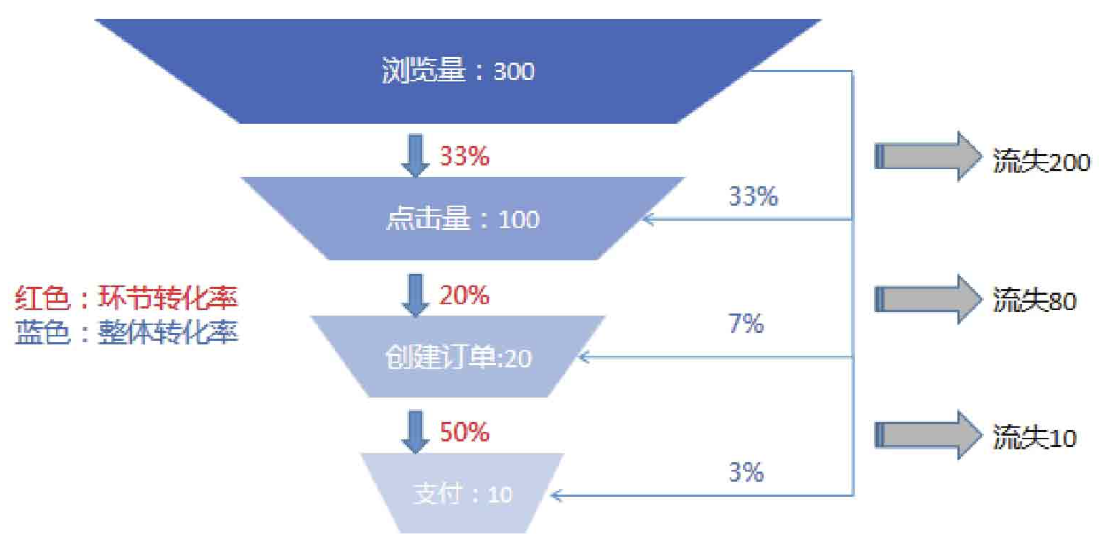 浏览量：300
33%
流失200
33%
点击量：100
20%
红色：环节转化率
蓝色：整体转化率
流失80
7%
创建订单:20
50%
流失10
3%
支付：10